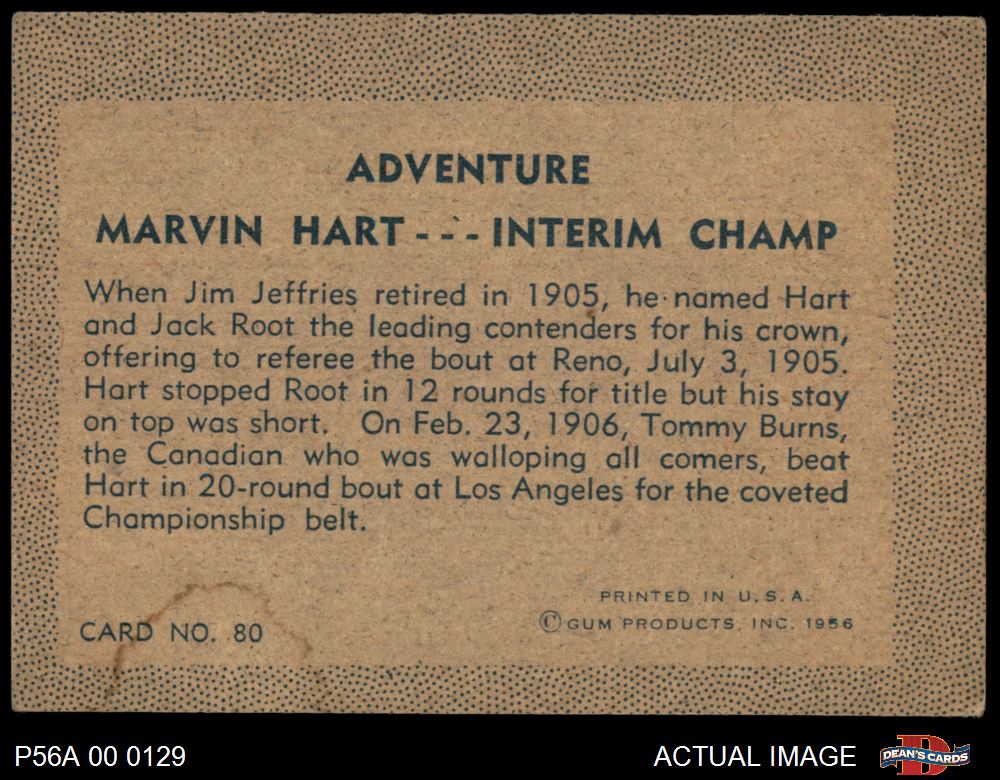 ADVENTURE
MARVIN HART - - - INTERIM CHAMP
When Jim Jeffries retired in 1905, he named Hart
and Jack Root the leading contenders for his crown,
offering to referee the bout at Reno, July 3, 1905.
Hart stopped Root in 12 rounds for title but his stay
on top was short. On Feb. 23, 1906, Tommy Burns,
the Canadian who was walloping all comers, beat
Hart in 20-round bout at Los Angeles for the coveted
Championship belt.
PRINTED IN U. S. A.
CARD NO. 80
© GUM PRODUCTS, INC. 1956
P56A 00 0129
ACTUAL IMAGE
DEAN'S CARDS